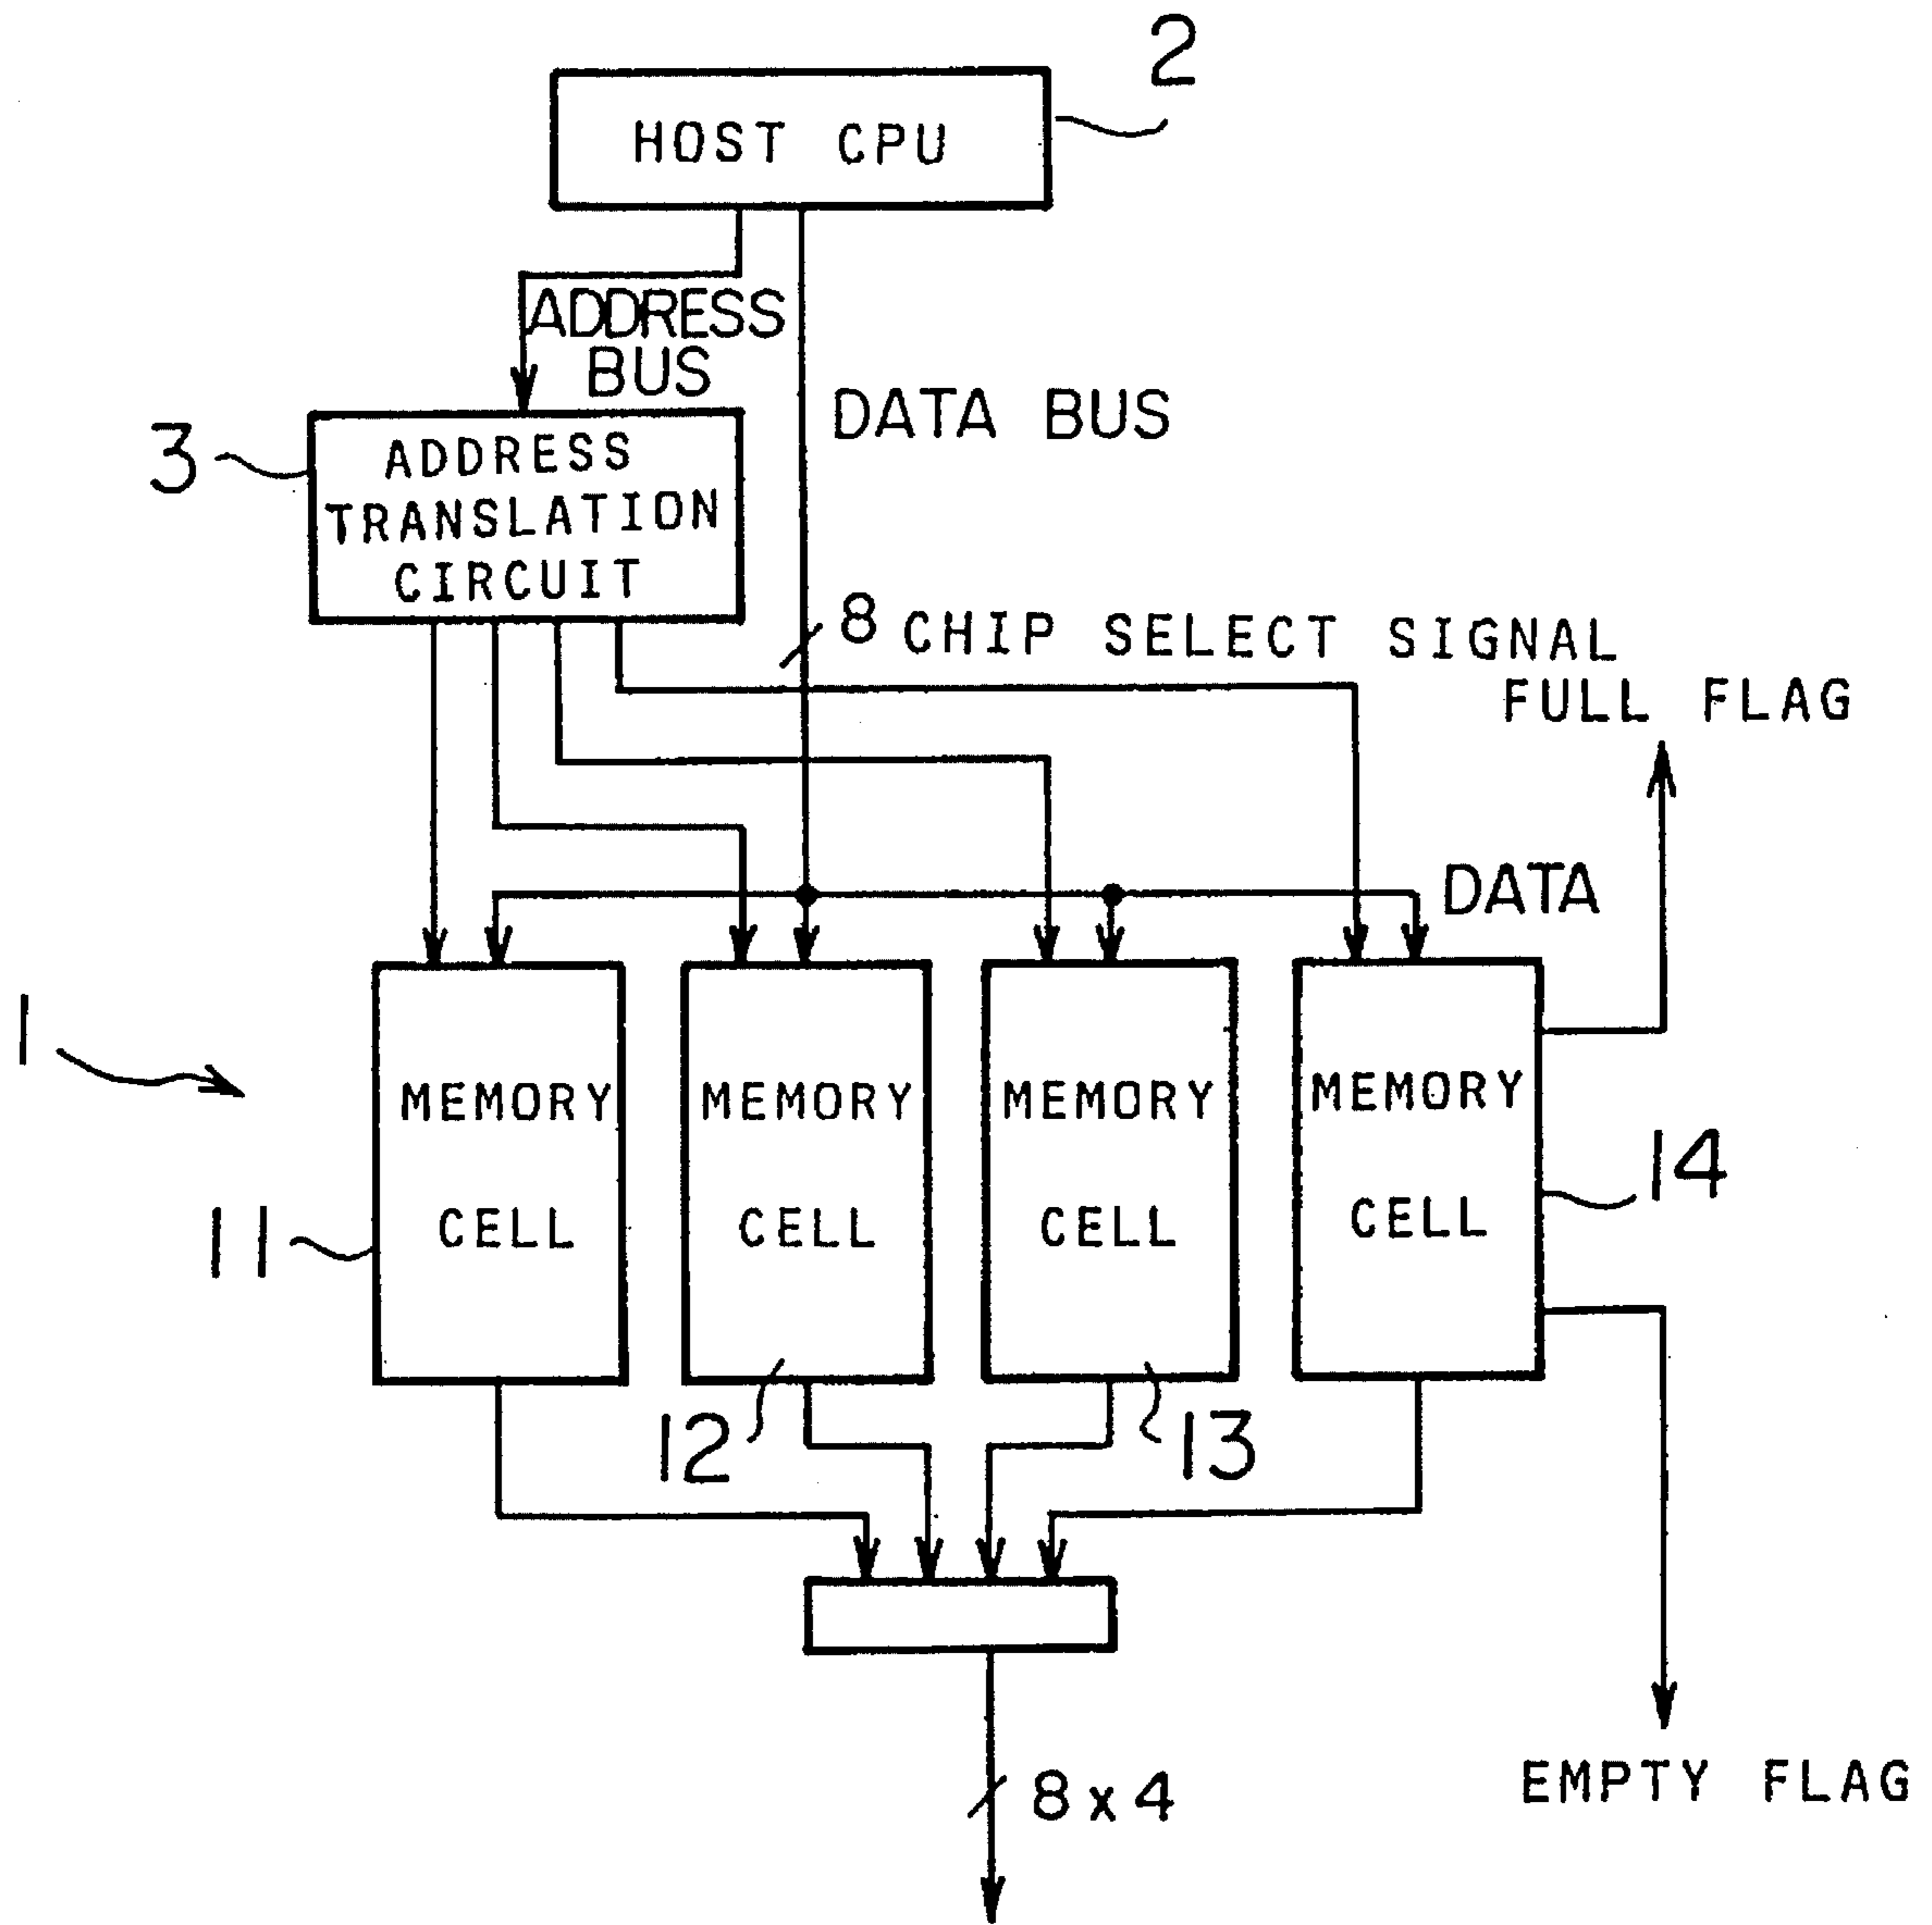 2
HOST CPU
ADDRESS
BUS
DATA BUS
3
ADDRESS
TRANSLATION
CIRCUIT
8 CHIP SELECT SIGNAL
FULL FLAG
DATA
1
MEMORY
CELL
MEMORY
CELL
MEMORY
CELL
MEMORY
CELL
11
12
13
14
8x4
EMPTY FLAG